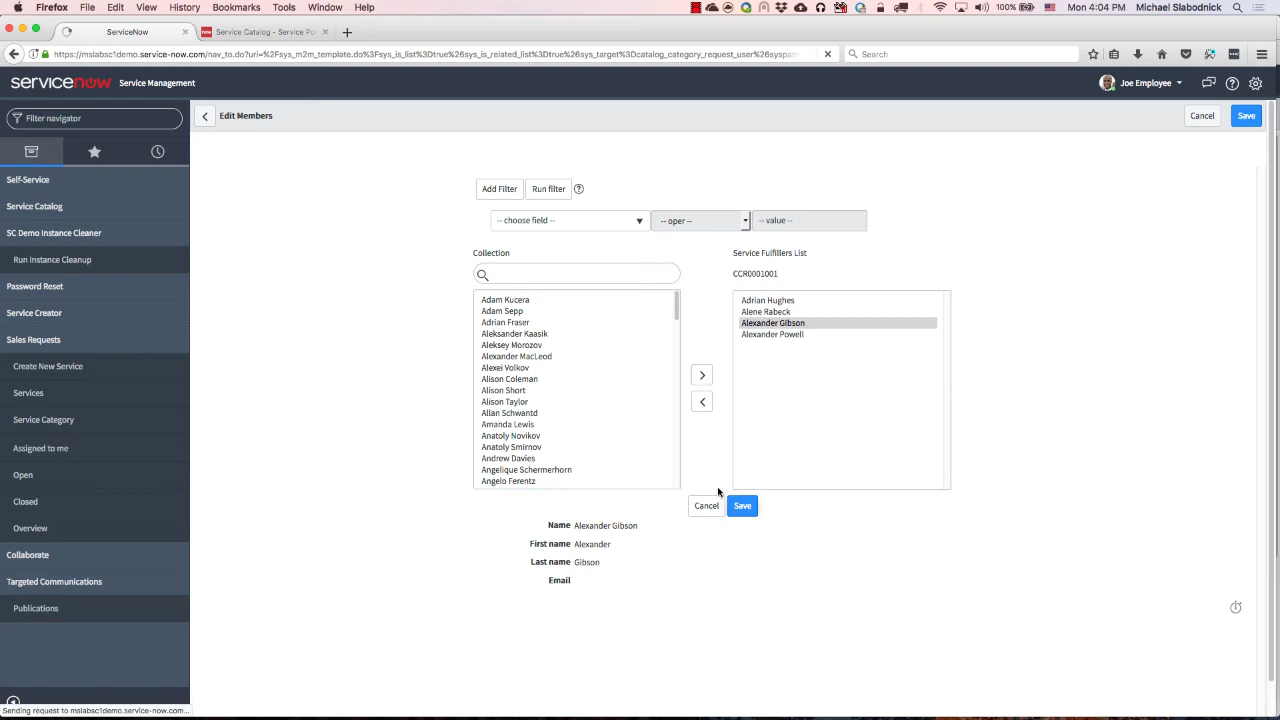 Firefox File Edit View History Bookmarks Tools Window Help 100% Mon 4:04 PM Michael Slabodnick
ServiceNow Service Catalog - Service Po
https://mslabsc1demo.service-now.com/nav_to.do?uri=%2Fsys_m2m_template.do%3Fsys_is_list%3Dtrue%26sys_is_related_list%3Dtrue%26sys_target%3Dcatalog_category_request_user%26syspar Search
servicenow Service Management Joe Employee
Filter navigator
Edit Members
Cancel Save
Self-Service
Service Catalog
SC Demo Instance Cleaner
Run Instance Cleanup
Password Reset
Service Creator
Sales Requests
Create New Service
Services
Service Category
Assigned to me
Open
Closed
Overview
Collaborate
Targeted Communications
Publications
Add Filter Run filter
-- choose field -- -- oper -- -- value --
Collection
Adam Kucera
Adam Sepp
Adrian Fraser
Aleksander Kaasik
Aleksey Morozov
Alexander MacLeod
Alexei Volkov
Alison Coleman
Alison Short
Alison Taylor
Allan Schwantd
Amanda Lewis
Anatoly Novikov
Anatoly Smirnov
Andrew Davies
Angelique Schermerhorn
Angelo Ferentz
Service Fulfillers List
CCR0001001
Adrian Hughes
Alene Rabeck
Alexander Gibson
Alexander Powell
Cancel Save
Name Alexander Gibson
First name Alexander
Last name Gibson
Email
Sending request to mslabsc1demo.service-now.com...